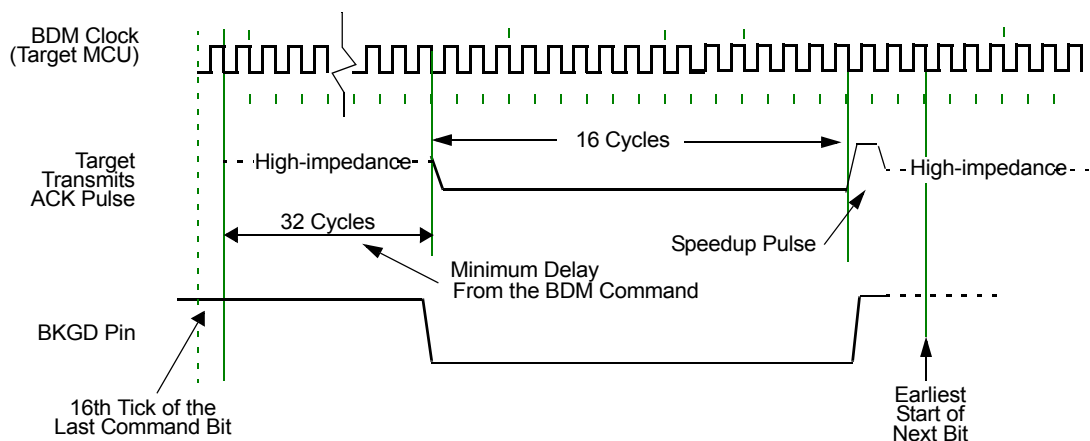 BDM Clock
(Target MCU)
16 Cycles
Target
Transmits
ACK Pulse
High-impedance
High-impedance
32 Cycles
Speedup Pulse
Minimum Delay
From the BDM Command
BKGD Pin
16th Tick of the
Last Command Bit
Earliest
Start of
Next Bit